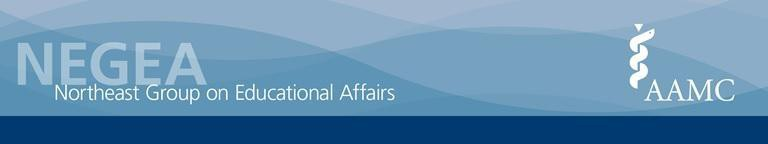 NEGEA
Northeast Group on Educational Affairs
AAMC